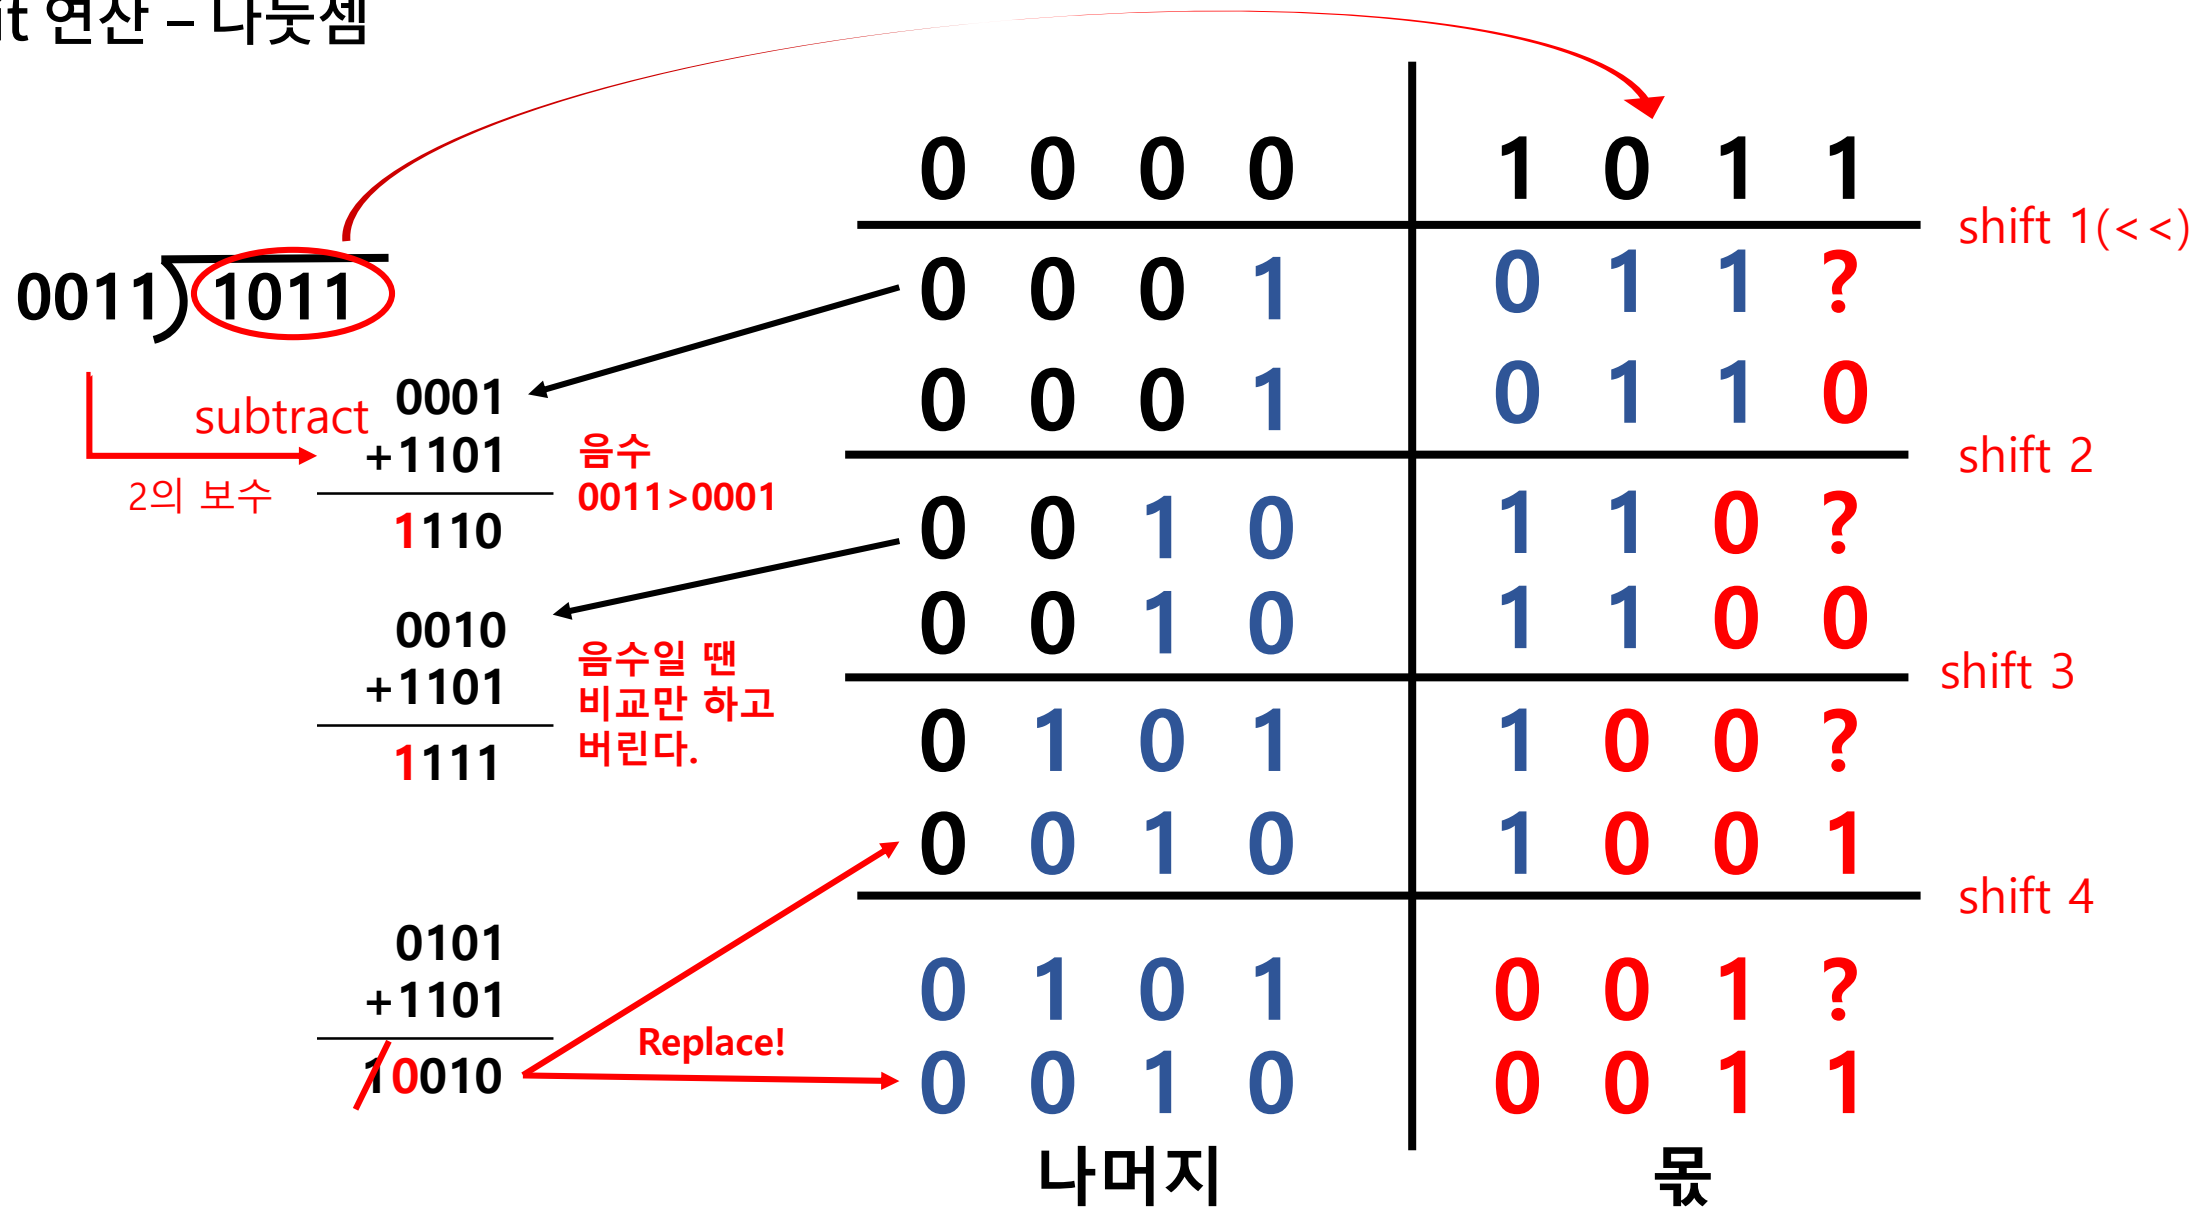 it 연산 – 나눗셈
0 0 0 0 1 0 1 1
shift 1(<<)
0011 1011
0 0 0 1 0 1 1 ?
0 0 0 1 0 1 1 0
subtract
2의 보수
0001
+1101
1110
음수
0011>0001
shift 2
0 0 1 0 1 1 0 ?
0 0 1 0 1 1 0 0
0010
+1101
1111
음수일 땐
비교만 하고
버린다.
shift 3
0 1 0 1 1 0 0 ?
0 0 1 0 1 0 0 1
shift 4
0101
+1101
10010
Replace!
0 1 0 1 0 0 1 ?
0 0 1 0 0 0 1 1
나머지 몫